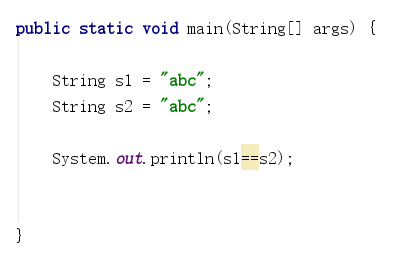 public static void main(String[] args) {
String s1 = "abc";
String s2 = "abc";
System.out.println(s1==s2);
}